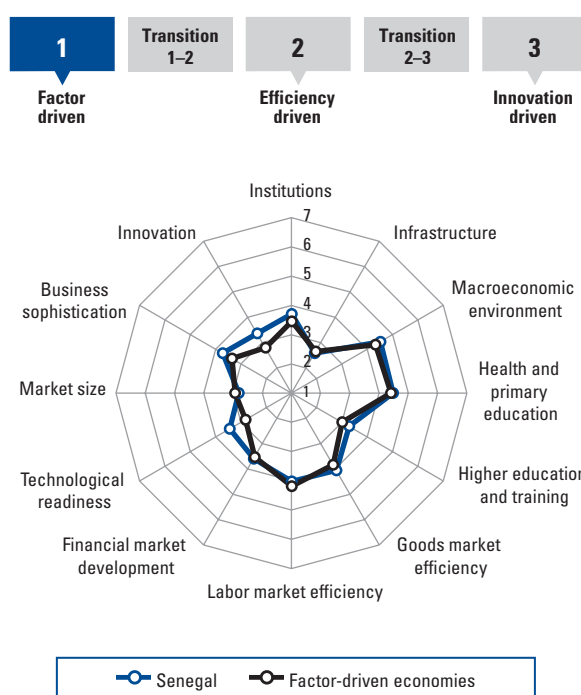 1
Transition
1–2
2
Transition
2–3
3
Factor
driven
Efficiency
driven
Innovation
driven
Institutions
7
Innovation
Infrastructure
6
5
Business
sophistication
Macroeconomic
environment
4
3
2
Market size
1
Health and
primary
education
Technological
readiness
Higher education
and training
Financial market
development
Goods market
efficiency
Labor market efficiency
Senegal
Factor-driven economies